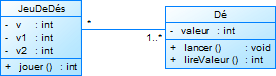 JeuDeDés
- v : int
- v1 : int
- v2 : int
+ jouer () : int
*
1..*
Dé
- valeur : int
+ lancer () : void
+ lireValeur () : int